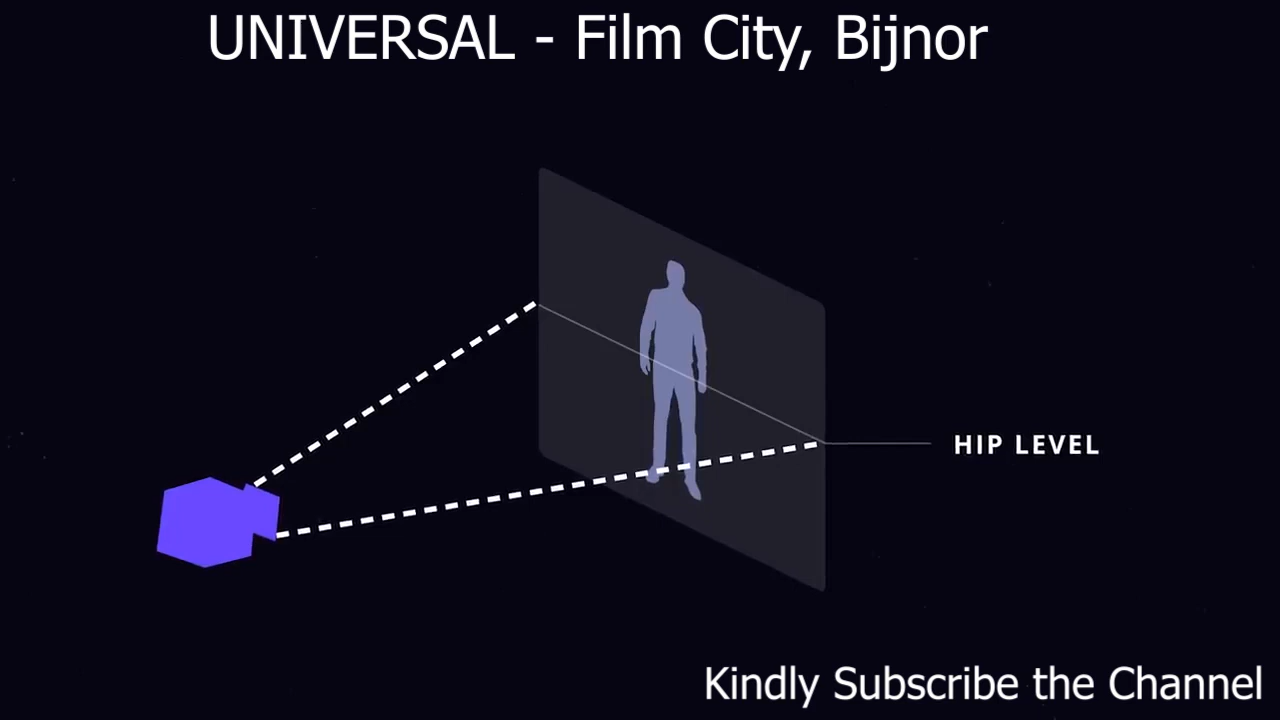 UNIVERSAL - Film City, Bijnor
HIP LEVEL
Kindly Subscribe the Channel